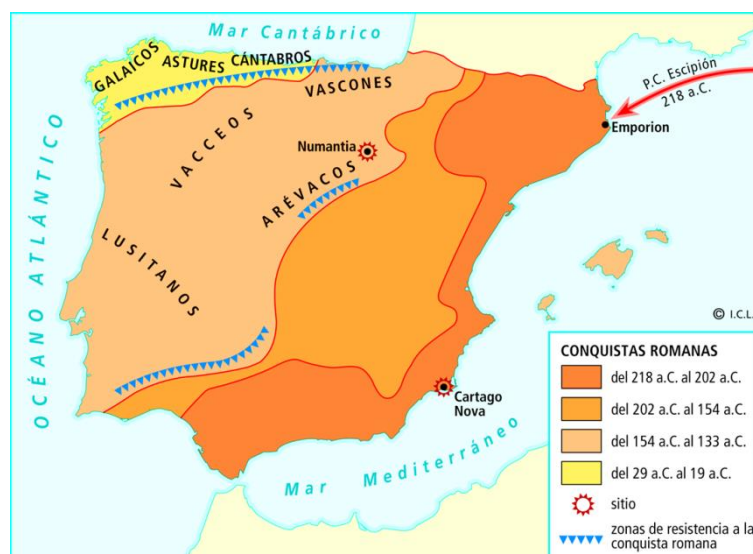 Mar Cantábrico
GALAICOS
ASTURES
CÁNTABROS
VASCONES
P.C. Escipión
218 a.C.
Emporion
VACCEOS
Numantia
ARÉVACOS
LUSITANOS
OCÉANO ATLÁNTICO
© I.C.L.
Cartago
Nova
Mar Mediterráneo
CONQUISTAS ROMANAS
del 218 a.C. al 202 a.C.
del 202 a.C. al 154 a.C.
del 154 a.C. al 133 a.C.
del 29 a.C. al 19 a.C.
sitio
zonas de resistencia a la
conquista romana